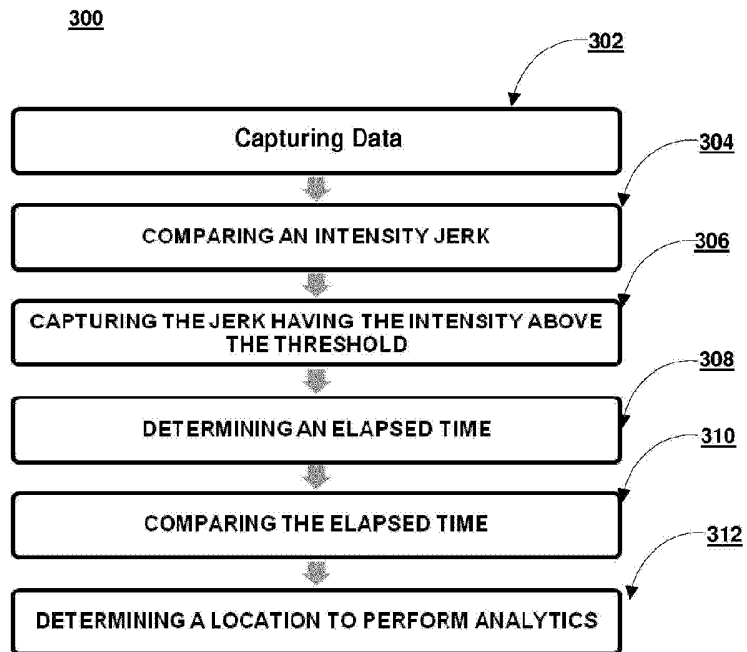 300
302
Capturing Data
304
COMPARING AN INTENSITY JERK
306
CAPTURING THE JERK HAVING THE INTENSITY ABOVE
THE THRESHOLD
308
DETERMINING AN ELAPSED TIME
310
COMPARING THE ELAPSED TIME
312
DETERMINING A LOCATION TO PERFORM ANALYTICS